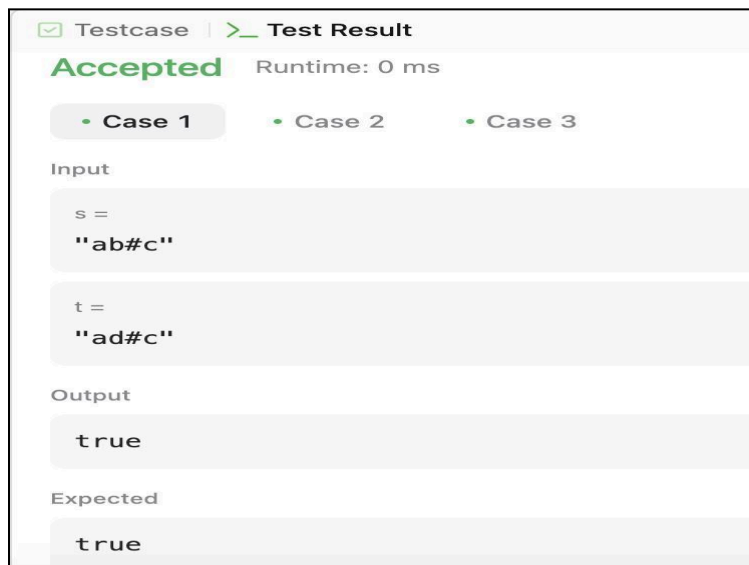 Testcase >_ Test Result
Accepted Runtime: 0 ms
• Case 1 • Case 2 • Case 3
Input
s =
"ab#c"
t =
"ad#c"
Output
true
Expected
true